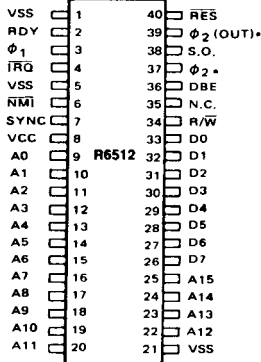 VSS 1 40 R̅E̅S̅
RDY 2 39 ϕ2 (OUT)•
ϕ1 3 38 S.O.
I̅R̅Q̅ 4 37 ϕ2 •
VSS 5 36 DBE
N̅M̅I̅ 6 35 N.C.
SYNC 7 34 R/W̅
VCC 8 33 D0
A0 9 R6512 32 D1
A1 10 31 D2
A2 11 30 D3
A3 12 29 D4
A4 13 28 D5
A5 14 27 D6
A6 15 26 D7
A7 16 25 A15
A8 17 24 A14
A9 18 23 A13
A10 19 22 A12
A11 20 21 VSS